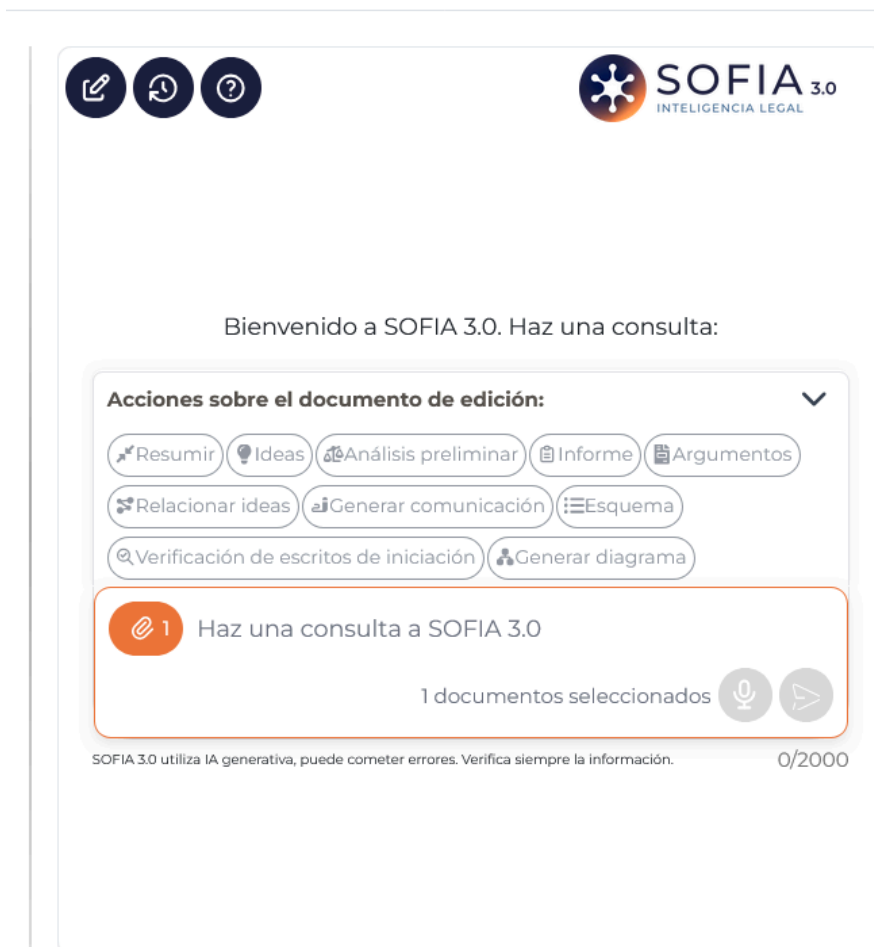 SOFIA 3.0
INTELIGENCIA LEGAL
Bienvenido a SOFIA 3.0. Haz una consulta:
Acciones sobre el documento de edición:
Resumir Ideas Análisis preliminar Informe Argumentos
Relacionar ideas Generar comunicación Esquema
Verificación de escritos de iniciación Generar diagrama
1 Haz una consulta a SOFIA 3.0
1 documentos seleccionados
SOFIA 3.0 utiliza IA generativa, puede cometer errores. Verifica siempre la información. 0/2000